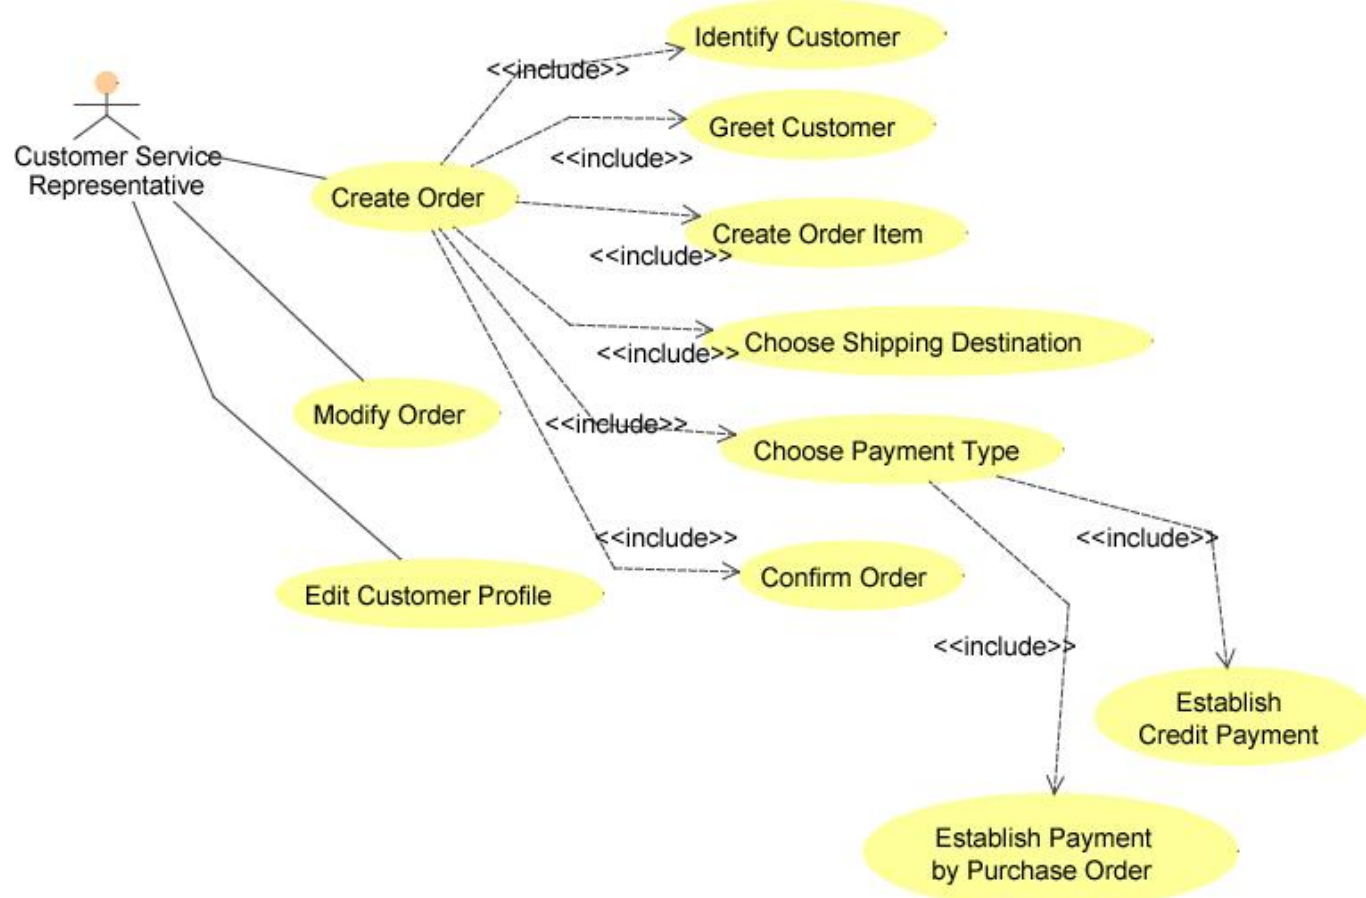 Identify Customer
<<include>>
Greet Customer
<<include>>
Customer Service
Representative
Create Order
Create Order Item
<<include>>
Choose Shipping Destination
<<include>>
Modify Order
<<include>>
Choose Payment Type
<<include>>
<<include>>
Confirm Order
Edit Customer Profile
<<include>>
Establish
Credit Payment
Establish Payment
by Purchase Order